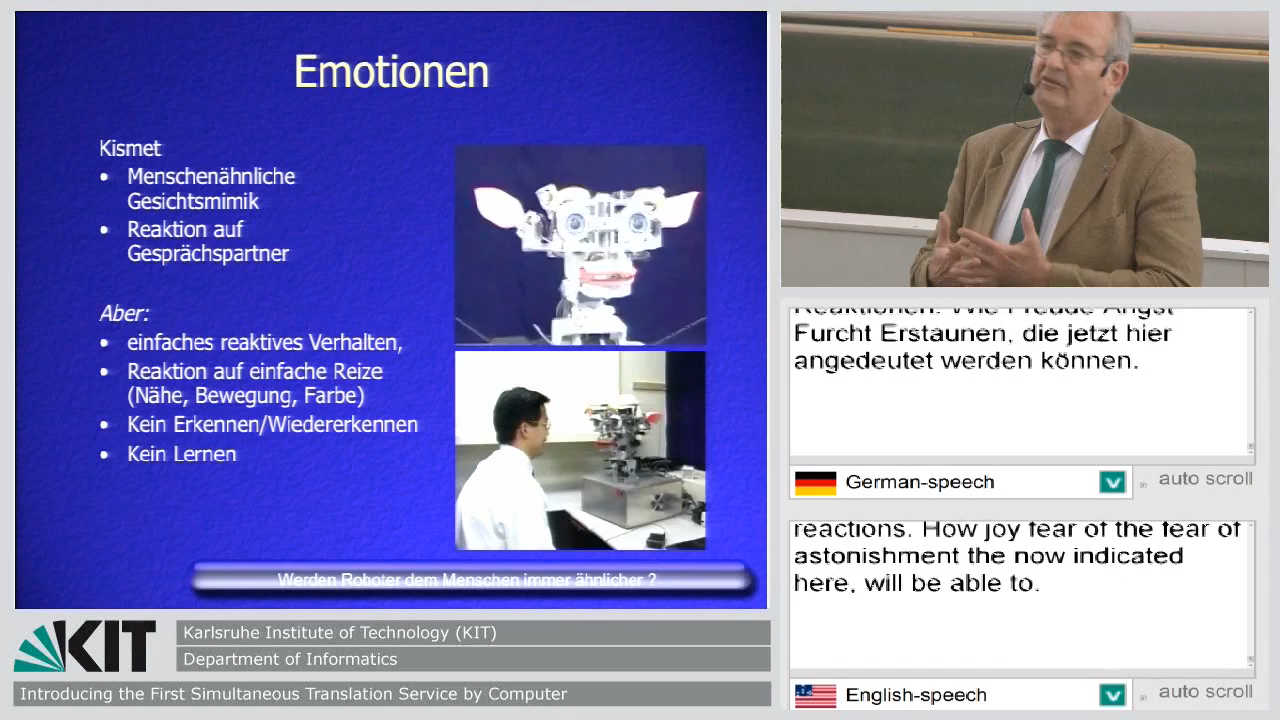 Emotionen
Kismet
• Menschenähnliche
Gesichtsmimik
• Reaktion auf
Gesprächspartner
Aber:
• einfaches reaktives Verhalten,
• Reaktion auf einfache Reize
(Nähe, Bewegung, Farbe)
• Kein Erkennen/Wiedererkennen
• Kein Lernen
Werden Roboter dem Menschen immer ähnlicher ?
Reaktionen. Wie Freude Angst
Furcht Erstaunen, die jetzt hier
angedeutet werden können.
German-speech
auto scroll
reactions. How joy fear of the fear of
astonishment the now indicated
here, will be able to.
English-speech
auto scroll
KIT
Karlsruhe Institute of Technology (KIT)
Department of Informatics
Introducing the First Simultaneous Translation Service by Computer